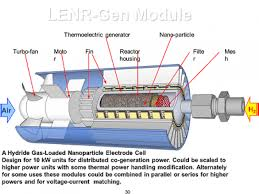 LENR-Gen Module
Thermoelectric generator Nano-particle
Turbo-fan Moto Fin Reactor Filte Mes
r housing r h
Air
H₂
A Hydride Gas-Loaded Nanoparticle Electrode Cell
Design for 10 kW units for distributed co-generation power. Could be scaled to
higher power units with some thermal power handling modification. Alternately
for some uses these modules could be combined in parallel or series for higher
powers and for voltage-current matching.
30